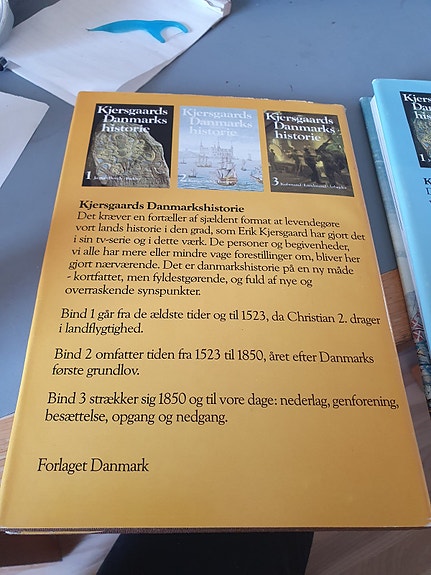 Kjersgaards
Danmarks
historie
1
Kjersgaards
Danmarks
historie
2
Kjersgaards
Danmarks
historie
3
Kjersgaards Danmarkshistorie
Det kræver en fortæller af sjældent format at levendegøre
vort lands historie i den grad, som Erik Kjersgaard har gjort det
i sin tv-serie og i dette værk. De personer og begivenheder,
vi alle har mere eller mindre vage forestillinger om, bliver her
gjort nærværende. Det er danmarkshistorie på en ny måde
- kortfattet, men fyldestgørende, og fuld af nye og
overraskende synspunkter.
Bind 1 går fra de ældste tider og til 1523, da Christian 2. drager
i landflygtighed.
Bind 2 omfatter tiden fra 1523 til 1850, året efter Danmarks
første grundlov.
Bind 3 strækker sig 1850 og til vore dage: nederlag, genforening,
besættelse, opgang og nedgang.
Forlaget Danmark